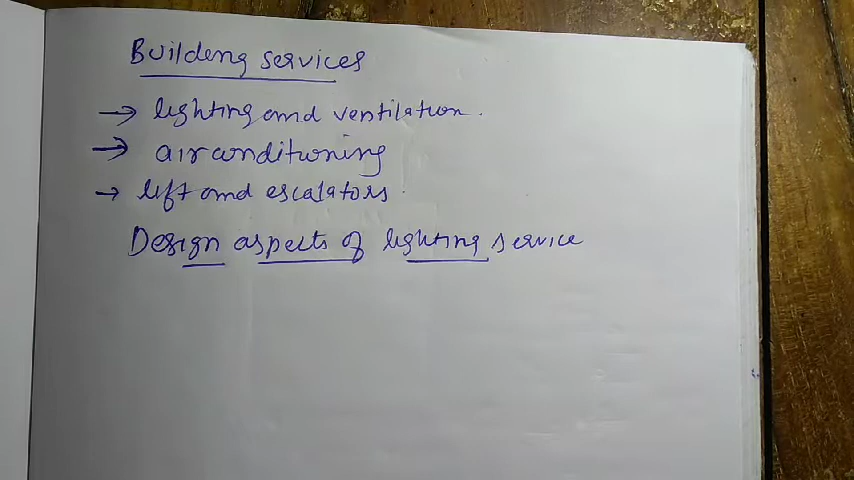 Building services
→ lighting and ventilation.
→ airconditioning
→ lift and escalators.
Design aspects of lighting service